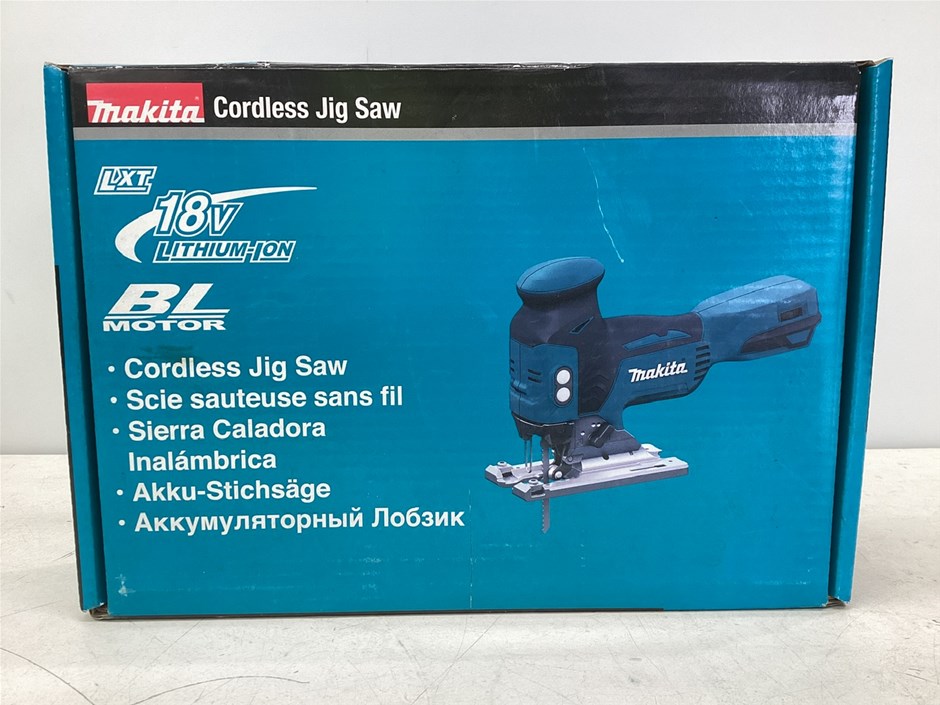 makita Cordless Jig Saw
LXT
18V
LITHIUM-ION
BL
MOTOR
• Cordless Jig Saw
• Scie sauteuse sans fil
• Sierra Caladora
Inalámbrica
• Akku-Stichsäge
• Аккумуляторный Лобзик
makita